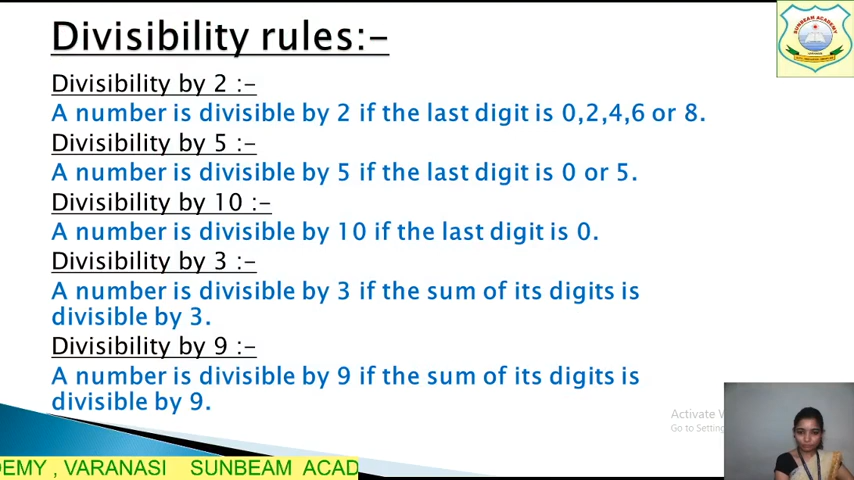 Divisibility rules:-
SUNBEAM ACADEMY
Divisibility by 2 :-
A number is divisible by 2 if the last digit is 0,2,4,6 or 8.
Divisibility by 5 :-
A number is divisible by 5 if the last digit is 0 or 5.
Divisibility by 10 :-
A number is divisible by 10 if the last digit is 0.
Divisibility by 3 :-
A number is divisible by 3 if the sum of its digits is
divisible by 3.
Divisibility by 9 :-
A number is divisible by 9 if the sum of its digits is
divisible by 9.
Activate W
Go to Setting
DEMY , VARANASI SUNBEAM ACAD